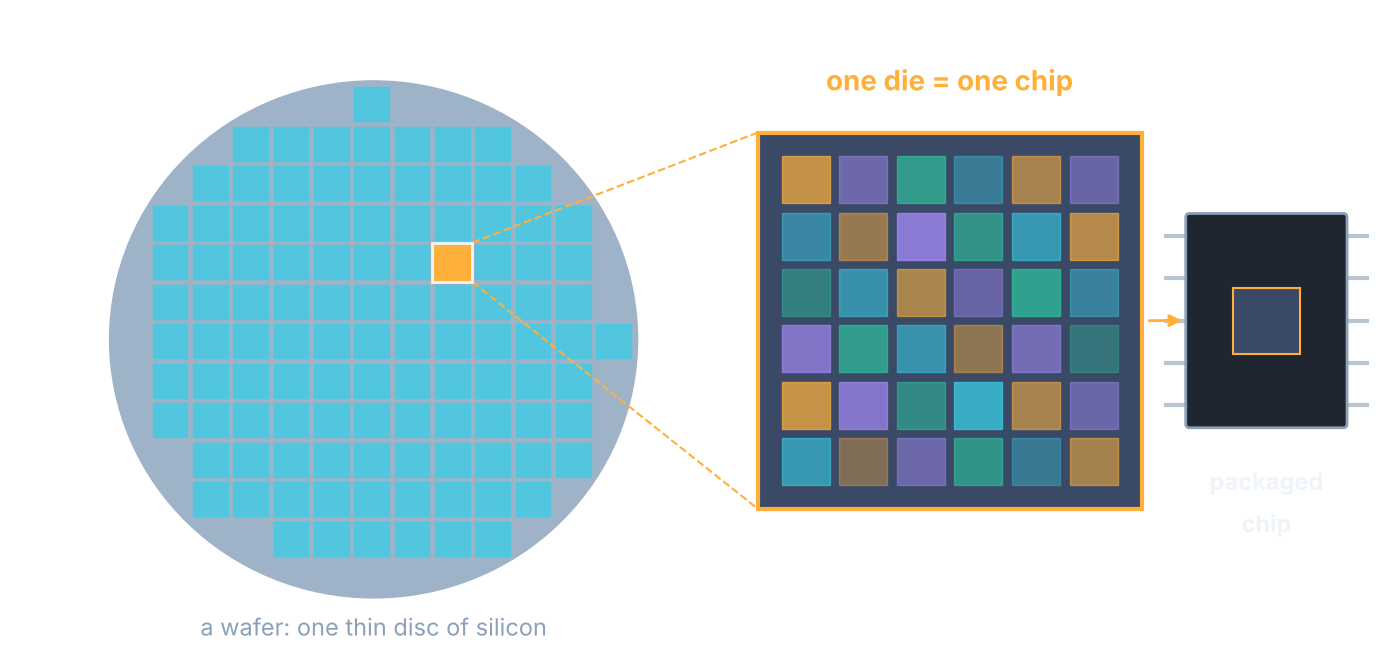 one die = one chip
packaged
chip
a wafer: one thin disc of silicon